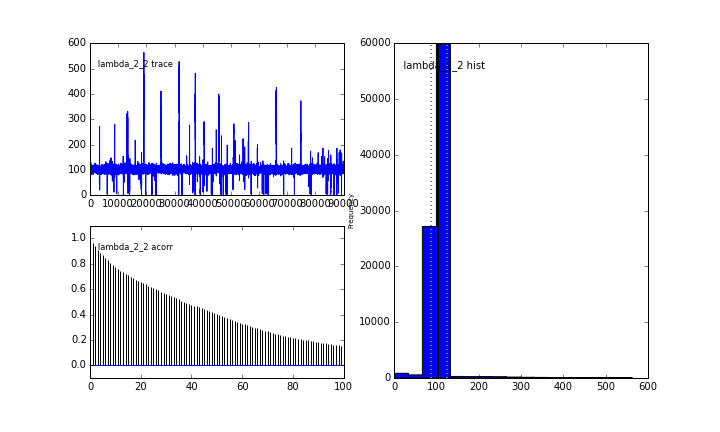 600
500
400
300
200
100
0
lambda_2_2 trace
0 10000 20000 30000 40000 50000 60000 70000 80000 90000
1.0
0.8
0.6
0.4
0.2
0.0
lambda_2_2 acorr
0 20 40 60 80 100
Frequency
60000
50000
40000
30000
20000
10000
0
lambda_2_2 hist
0 100 200 300 400 500 600